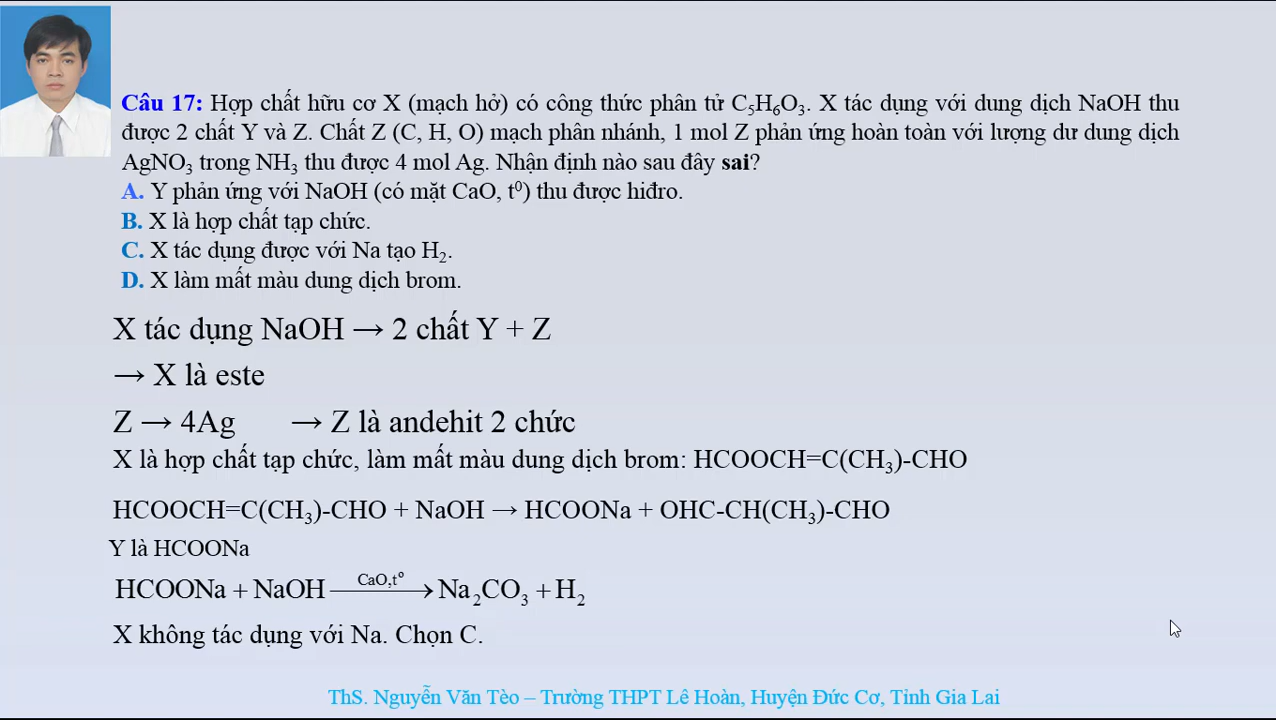 Câu 17: Hợp chất hữu cơ X (mạch hở) có công thức phân tử C₅H₆O₃. X tác dụng với dung dịch NaOH thu
được 2 chất Y và Z. Chất Z (C, H, O) mạch phân nhánh, 1 mol Z phản ứng hoàn toàn với lượng dư dung dịch
AgNO₃ trong NH₃ thu được 4 mol Ag. Nhận định nào sau đây sai?
A. Y phản ứng với NaOH (có mặt CaO, t⁰) thu được hiđro.
B. X là hợp chất tạp chức.
C. X tác dụng được với Na tạo H₂.
D. X làm mất màu dung dịch brom.
X tác dụng NaOH → 2 chất Y + Z
→ X là este
Z → 4Ag → Z là andehit 2 chức
X là hợp chất tạp chức, làm mất màu dung dịch brom: HCOOCH=C(CH₃)-CHO
HCOOCH=C(CH₃)-CHO + NaOH → HCOONa + OHC-CH(CH₃)-CHO
Y là HCOONa
CaO,t°
HCOONa + NaOH ⟶ Na₂CO₃ + H₂
X không tác dụng với Na. Chọn C.
ThS. Nguyễn Văn Tèo – Trường THPT Lê Hoàn, Huyện Đức Cơ, Tỉnh Gia Lai